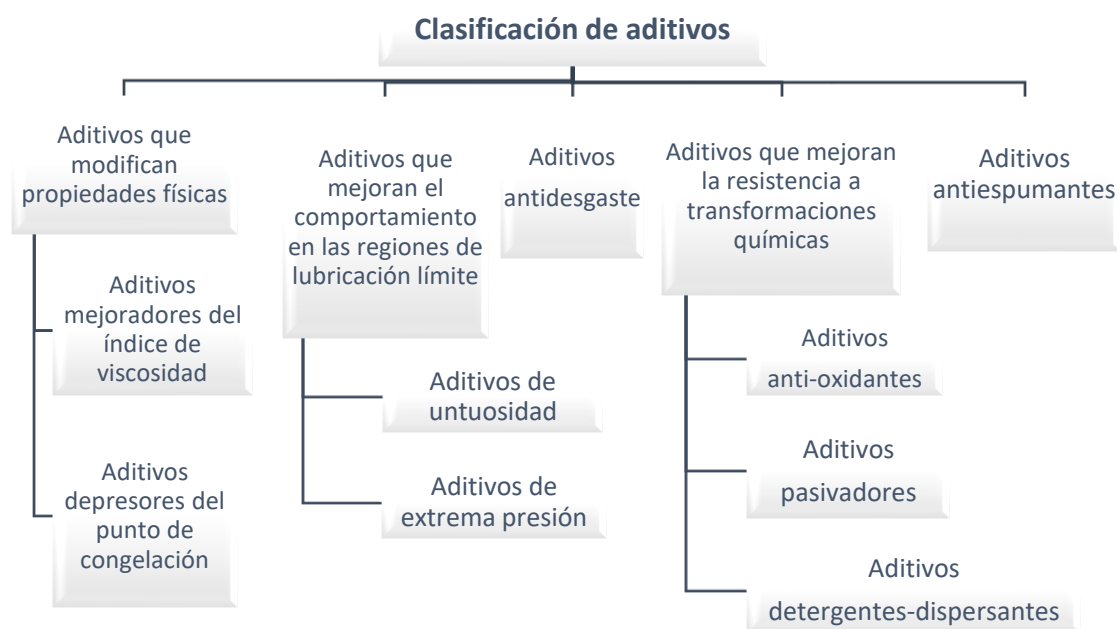 Clasificación de aditivos
Aditivos que
modifican
propiedades físicas
Aditivos
mejoradores del
índice de
viscosidad
Aditivos
depresores del
punto de
congelación
Aditivos que
mejoran el
comportamiento
en las regiones de
lubricación límite
Aditivos de
untuosidad
Aditivos de
extrema presión
Aditivos
antidesgaste
Aditivos que mejoran
la resistencia a
transformaciones
químicas
Aditivos
anti-oxidantes
Aditivos
pasivadores
Aditivos
detergentes-dispersantes
Aditivos
antiespumantes